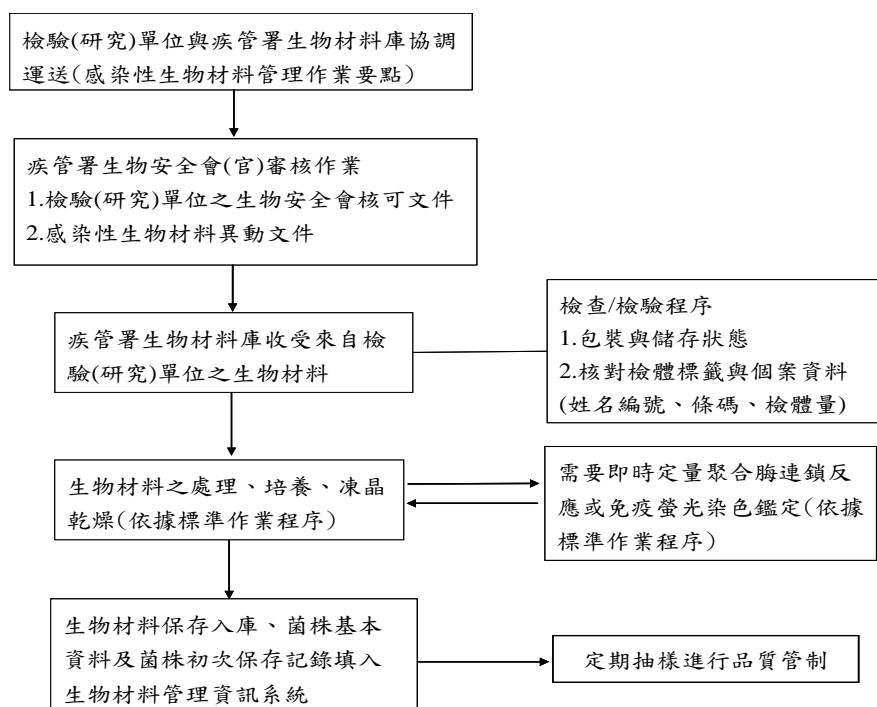 檢驗(研究)單位與疾管署生物材料庫協調
運送(感染性生物材料管理作業要點)
疾管署生物安全會(官)審核作業
1.檢驗(研究)單位之生物安全會核可文件
2.感染性生物材料異動文件
疾管署生物材料庫收受來自檢
驗(研究)單位之生物材料
檢查/檢驗程序
1.包裝與儲存狀態
2.核對檢體標籤與個案資料
(姓名編號、條碼、檢體量)
生物材料之處理、培養、凍晶
乾燥(依據標準作業程序)
需要即時定量聚合酶連鎖反
應或免疫螢光染色鑑定(依據
標準作業程序)
生物材料保存入庫、菌株基本
資料及菌株初次保存記錄填入
生物材料管理資訊系統
定期抽樣進行品質管制